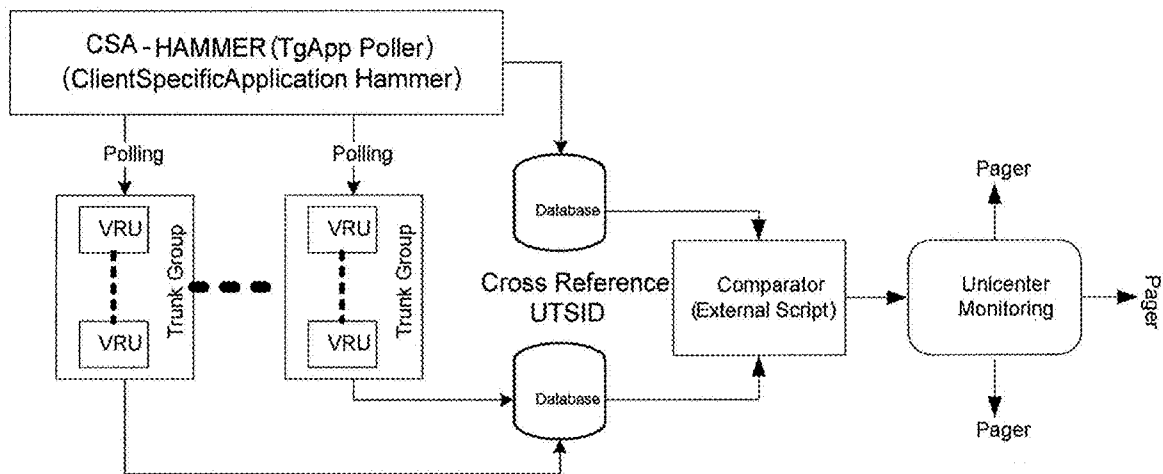 CSA-HAMMER(TgApp Poller)
(ClientSpecificApplication Hammer)
Polling
Polling
VRU
VRU
Trunk Group
VRU
VRU
Trunk Group
Database
Cross Reference
UTSID
Database
Comparator
(External Script)
Pager
Unicenter
Monitoring
Pager
Pager